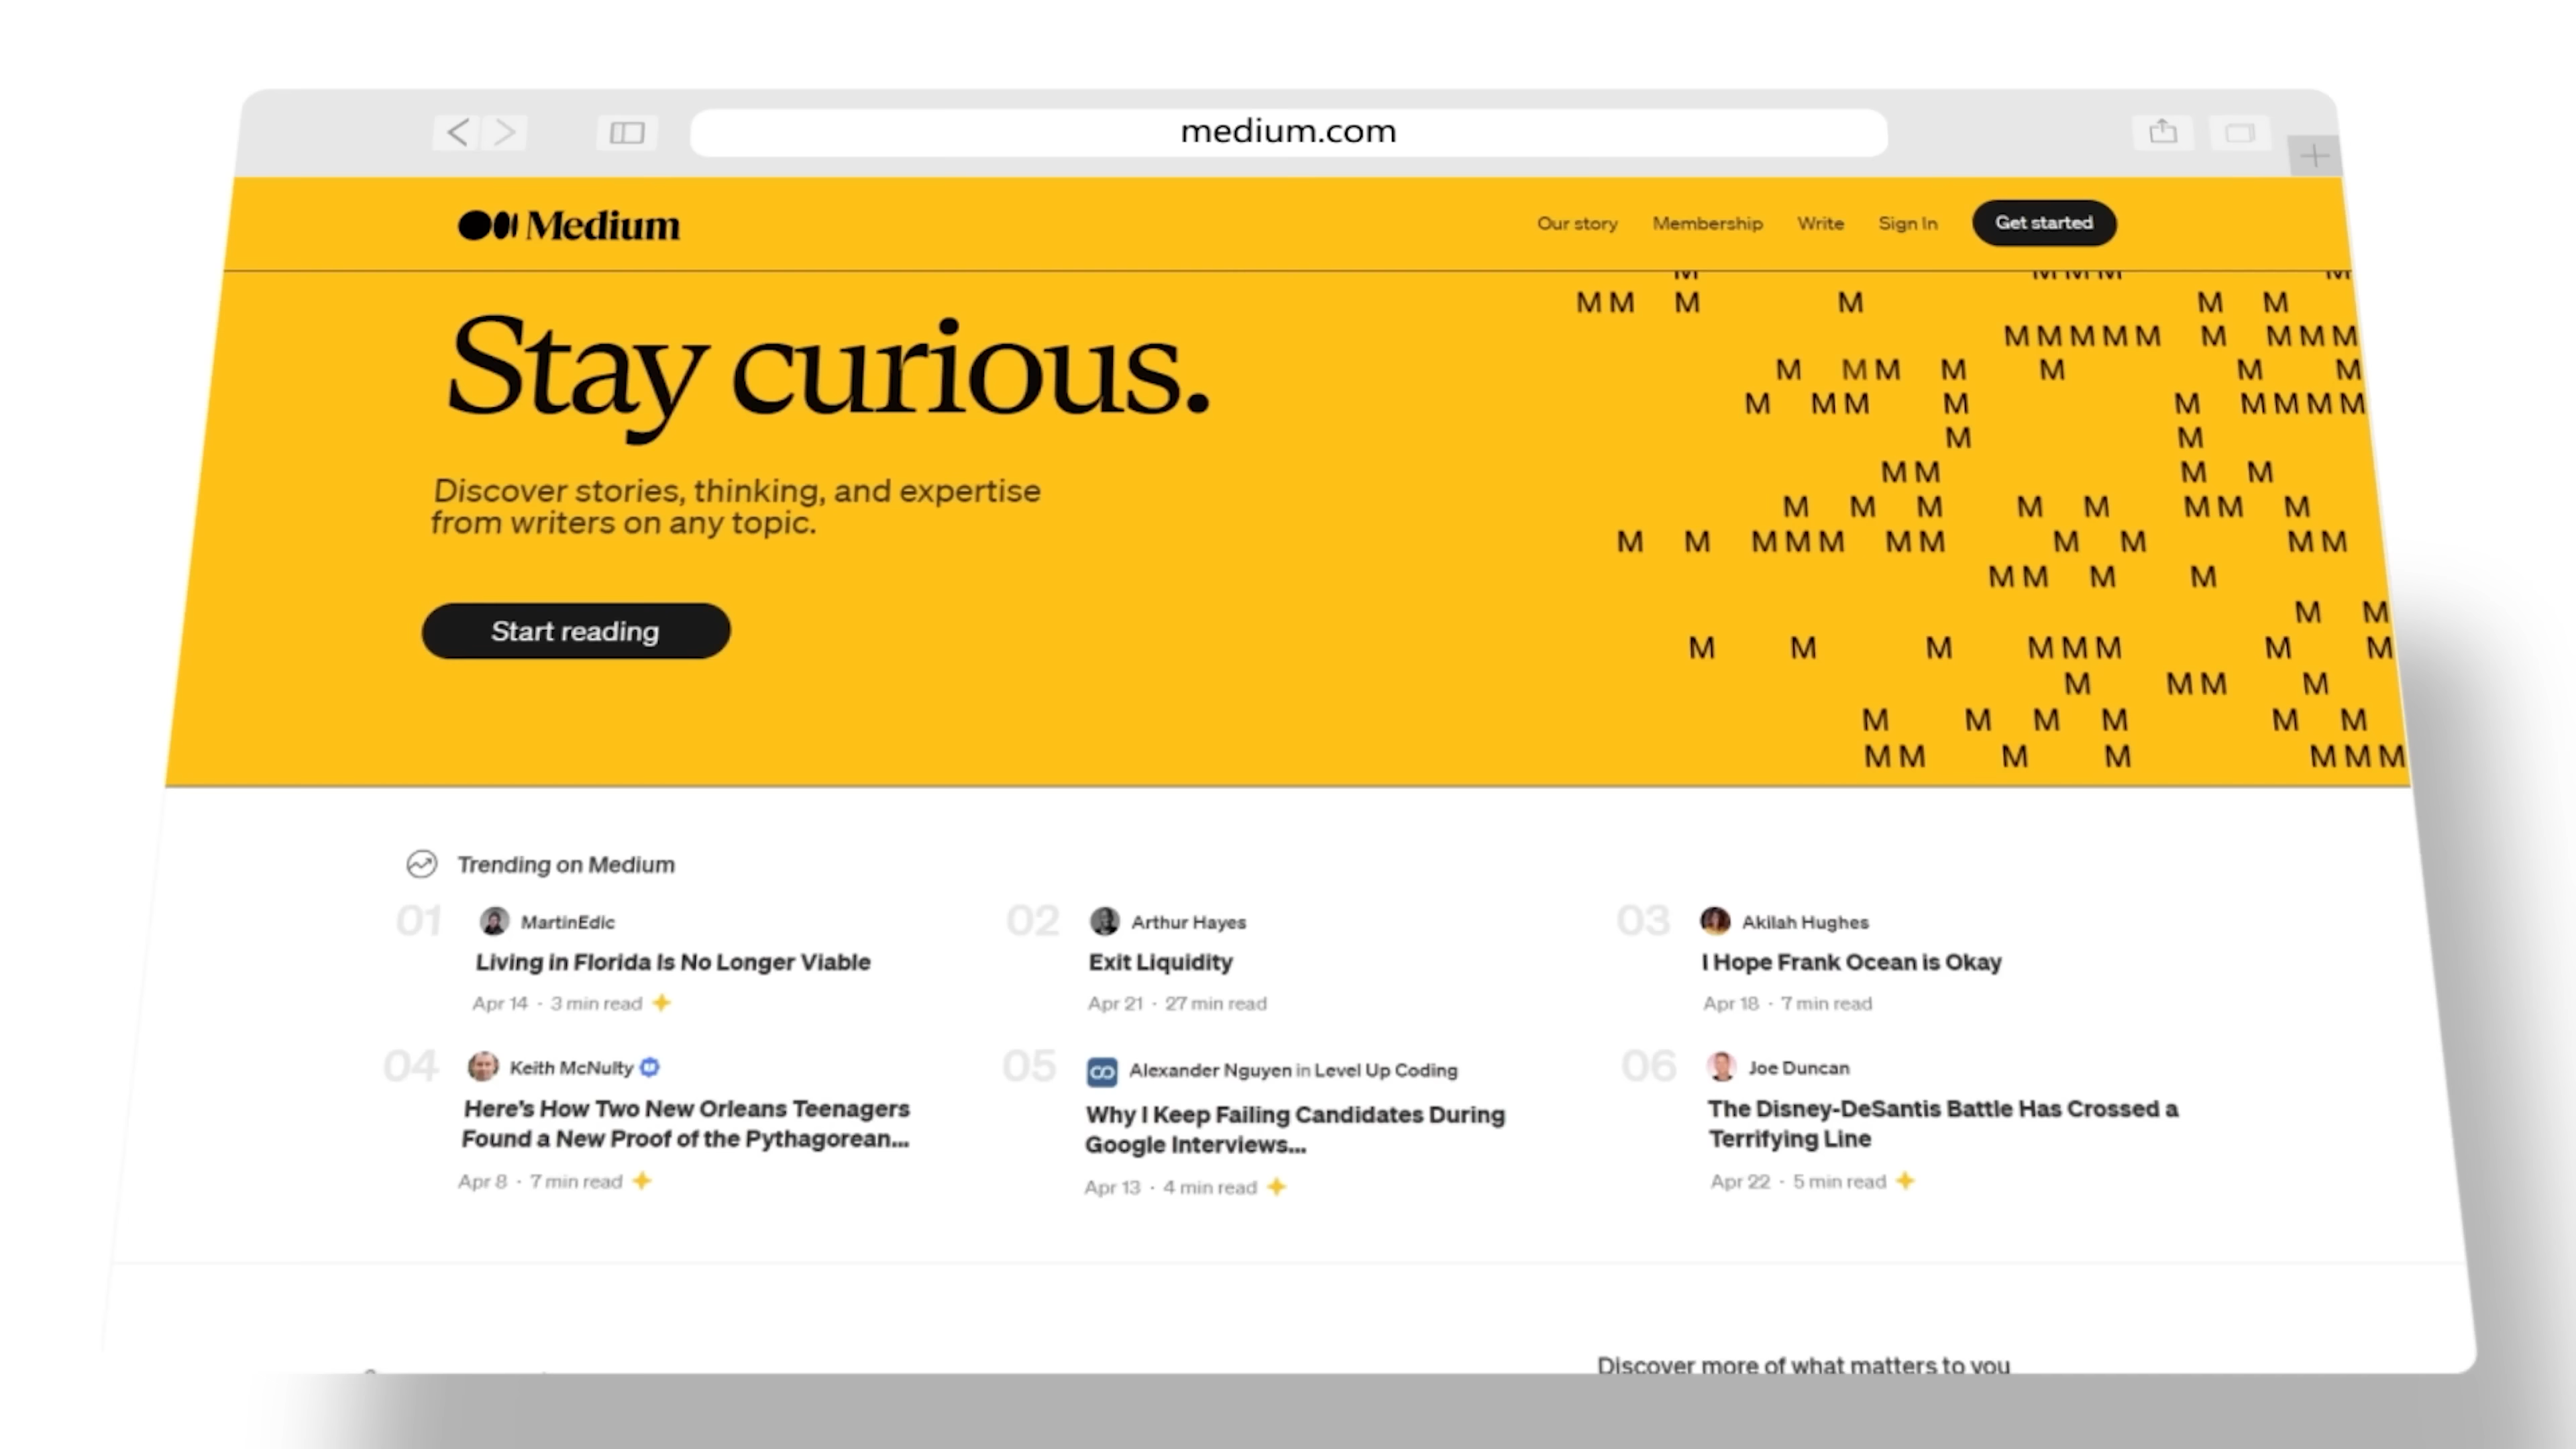 medium.com
Medium
Our story Membership Write Sign In Get started
Stay curious.
Discover stories, thinking, and expertise
from writers on any topic.
Start reading
M M M M
M M M M M M
M M M M M M M M M
M M M M M M M
M M M M M M M M M
M M
M M M M
M M M M M M M M
M M M M M M M M M M M
M M M M
M M
M M M M M M M M
M M M M
M M M M M M
M M M M M M M
Trending on Medium
01 MartinEdic
Living in Florida Is No Longer Viable
Apr 14 · 3 min read
02 Arthur Hayes
Exit Liquidity
Apr 21 · 27 min read
03 Akilah Hughes
I Hope Frank Ocean is Okay
Apr 18 · 7 min read
04 Keith McNulty
Here's How Two New Orleans Teenagers
Found a New Proof of the Pythagorean...
Apr 8 · 7 min read
05 Alexander Nguyen in Level Up Coding
Why I Keep Failing Candidates During
Google Interviews...
Apr 13 · 4 min read
06 Joe Duncan
The Disney-DeSantis Battle Has Crossed a
Terrifying Line
Apr 22 · 5 min read
Discover more of what matters to you